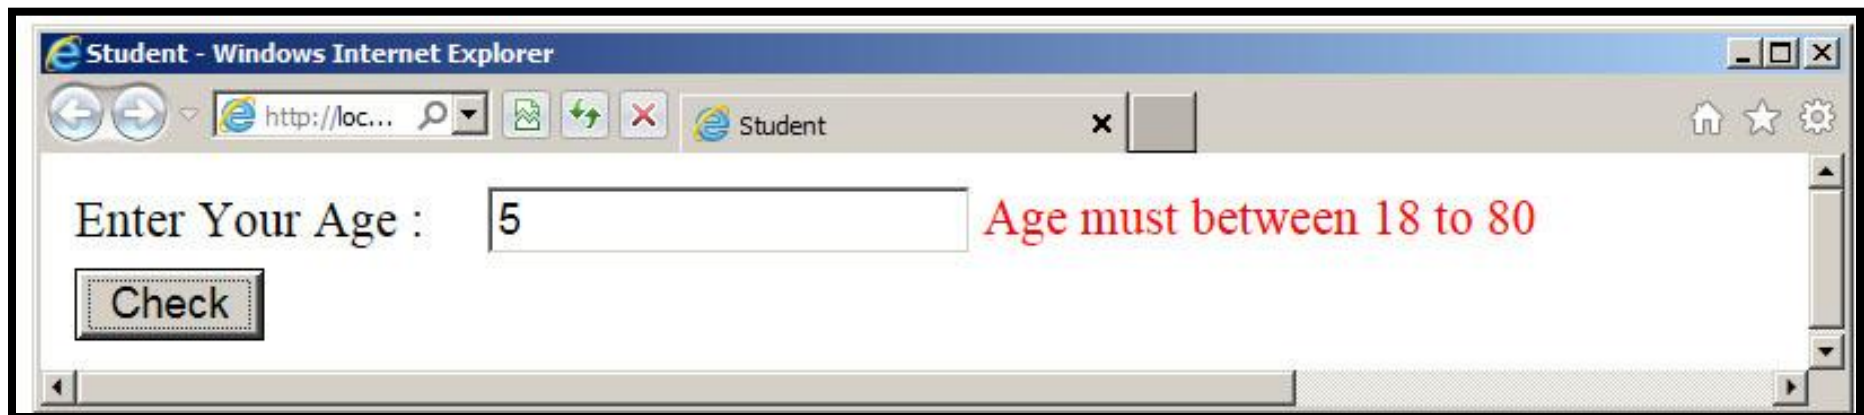 Student - Windows Internet Explorer
http://loc...
Student
Enter Your Age : 5 Age must between 18 to 80
Check